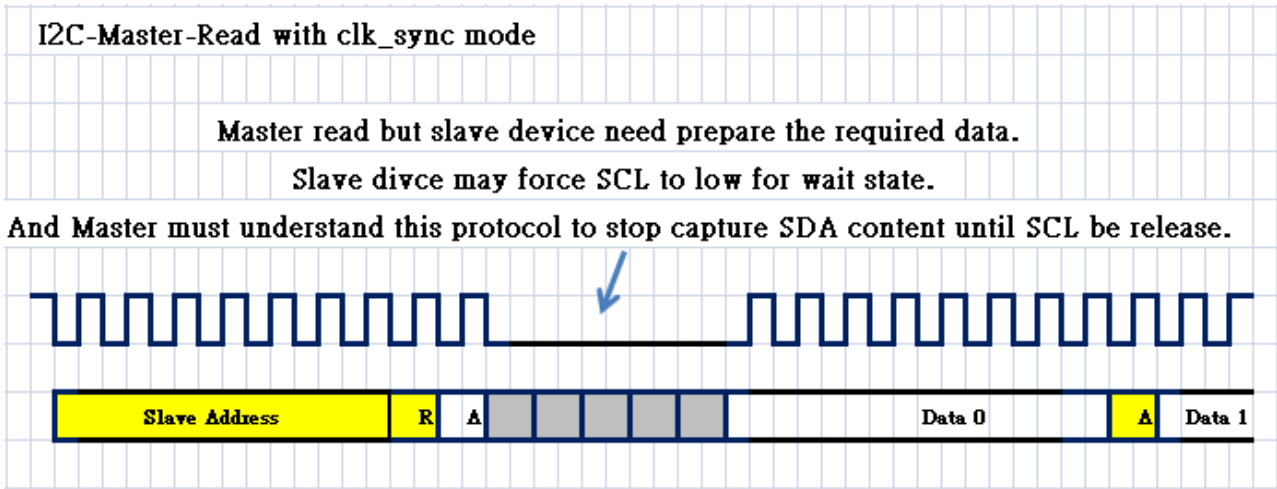 I2C-Master-Read with clk_sync mode
Master read but slave device need prepare the required data.
Slave divce may force SCL to low for wait state.
And Master must understand this protocol to stop capture SDA content until SCL be release.
Slave Address R A Data 0 A Data 1